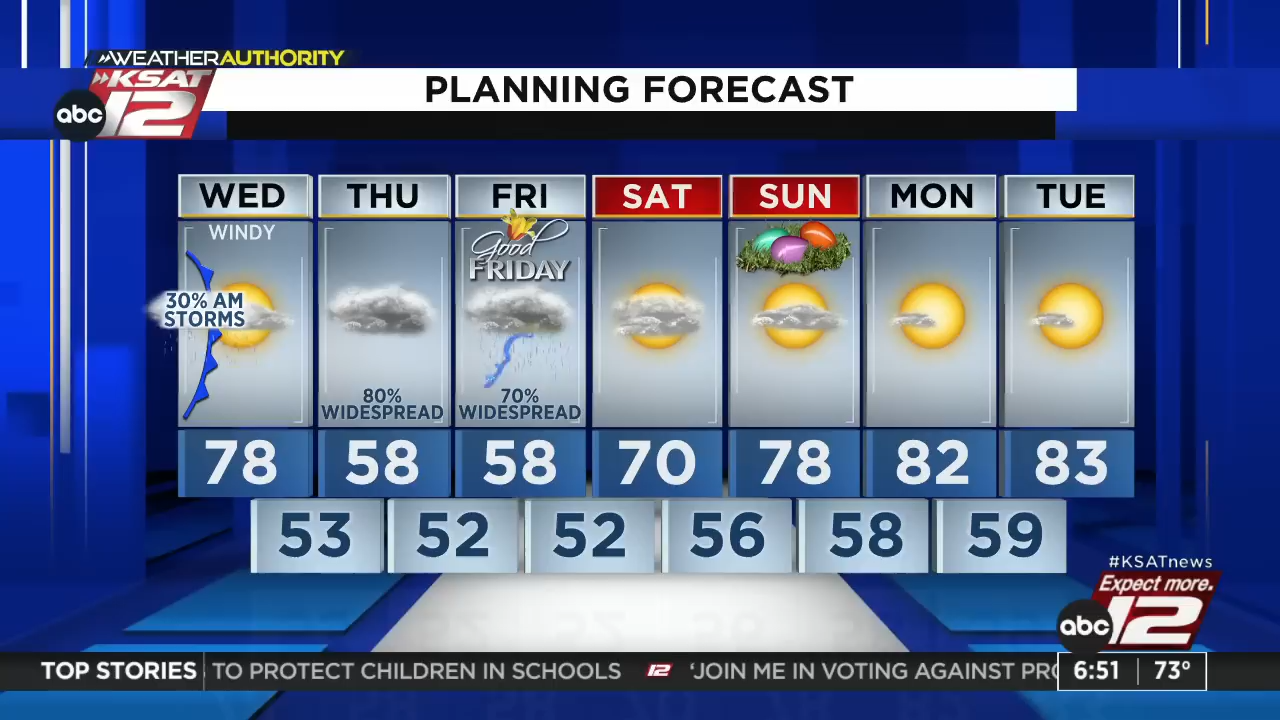 WEATHERAUTHORITY
KSAT
abc 12
PLANNING FORECAST
WED THU FRI SAT SUN MON TUE
WINDY
Good
FRIDAY
30% AM
STORMS
80%
WIDESPREAD
70%
WIDESPREAD
78 58 58 70 78 82 83
53 52 52 56 58 59
#KSATnews
Expect more.
abc 12
TOP STORIES TO PROTECT CHILDREN IN SCHOOLS 12 'JOIN ME IN VOTING AGAINST PRO 6:51 73°